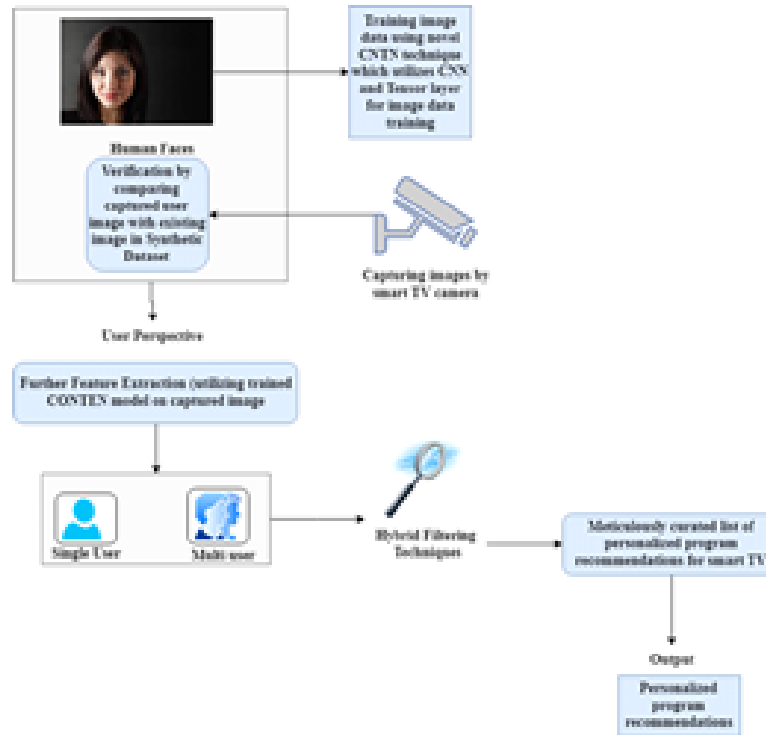 Training image
data using novel
CNTN technique
which utilizes CNN
and Tensor layer
for image data
training
Human Faces
Verification by
comparing
captured user
image with existing
image in Synthetic
Dataset
Capturing images by
smart TV camera
User Perspective
Further Feature Extraction (utilizing trained
CONTEN model on captured image
Single User
Multi user
Hybrid Filtering
Techniques
Meticulously curated list of
personalized program
recommendations for smart TV
Output
Personalized
program
recommendations